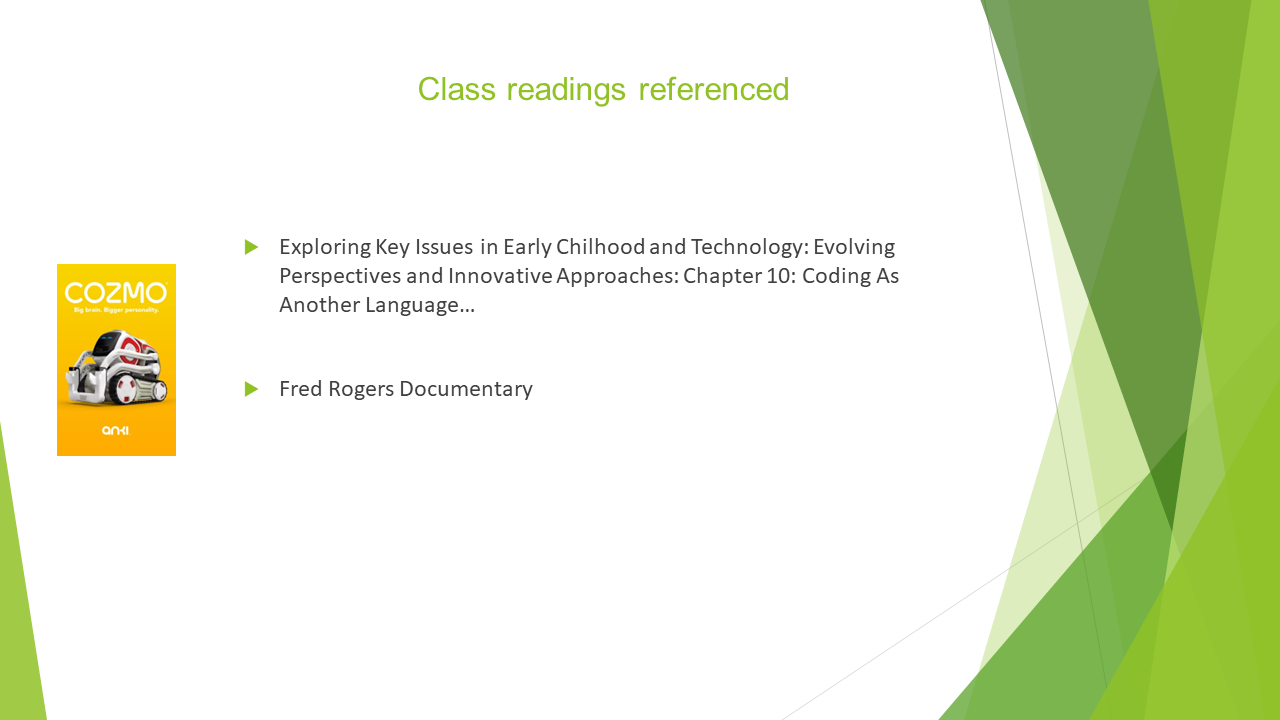 Class readings referenced
Exploring Key Issues in Early Chilhood and Technology: Evolving
Perspectives and Innovative Approaches: Chapter 10: Coding As
Another Language…
Fred Rogers Documentary
COZMO
Big brain. Bigger personality.
anki